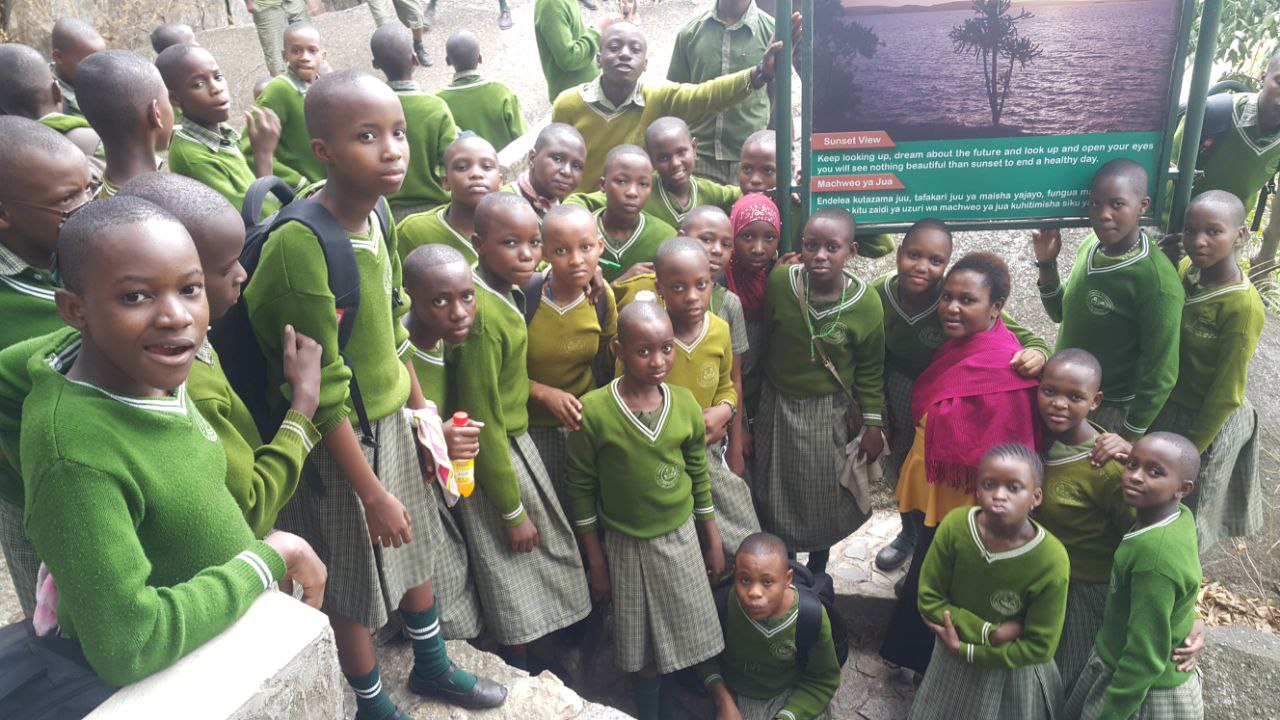 Sunset View
Keep looking up, dream about the future and look up and open your eyes
you will see nothing beautiful than sunset to end a healthy day.
Machweo ya Jua
Endelea kutazama juu, tafakari juu ya maisha yajayo, fungua m
kitu zaidi ya uzuri wa machweo ya jua kuhitimisha siku y